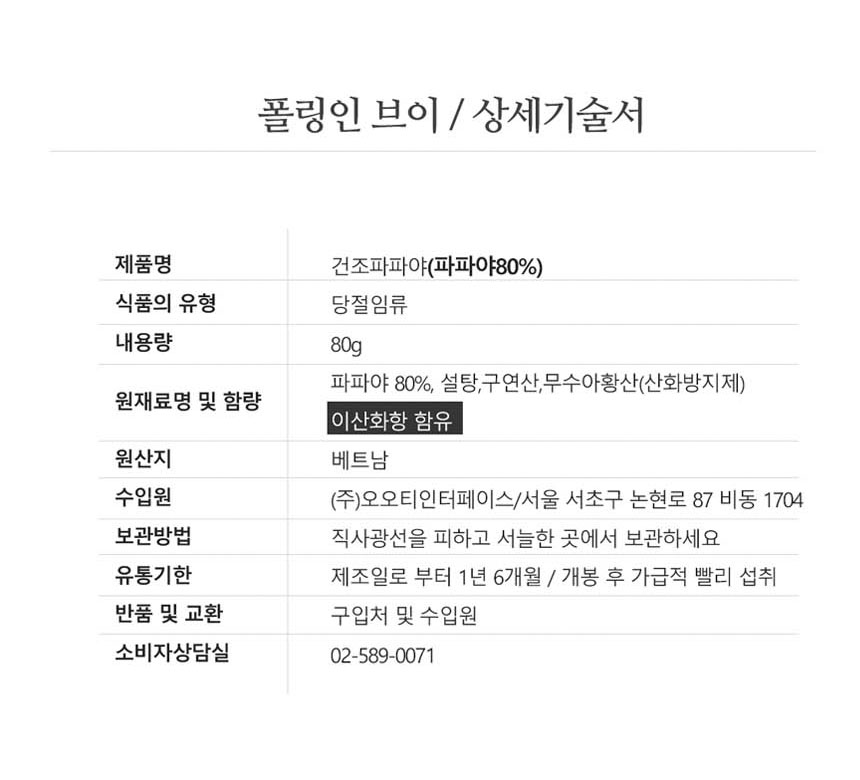 폴링인 브이 / 상세기술서
제품명 건조파파야(파파야80%)
식품의 유형 당절임류
내용량 80g
원재료명 및 함량 파파야 80%, 설탕,구연산,무수아황산(산화방지제)
이산화항 함유
원산지 베트남
수입원 (주)오오티인터페이스/서울 서초구 논현로 87 비동 1704
보관방법 직사광선을 피하고 서늘한 곳에서 보관하세요
유통기한 제조일로 부터 1년 6개월 / 개봉 후 가급적 빨리 섭취
반품 및 교환 구입처 및 수입원
소비자상담실 02-589-0071